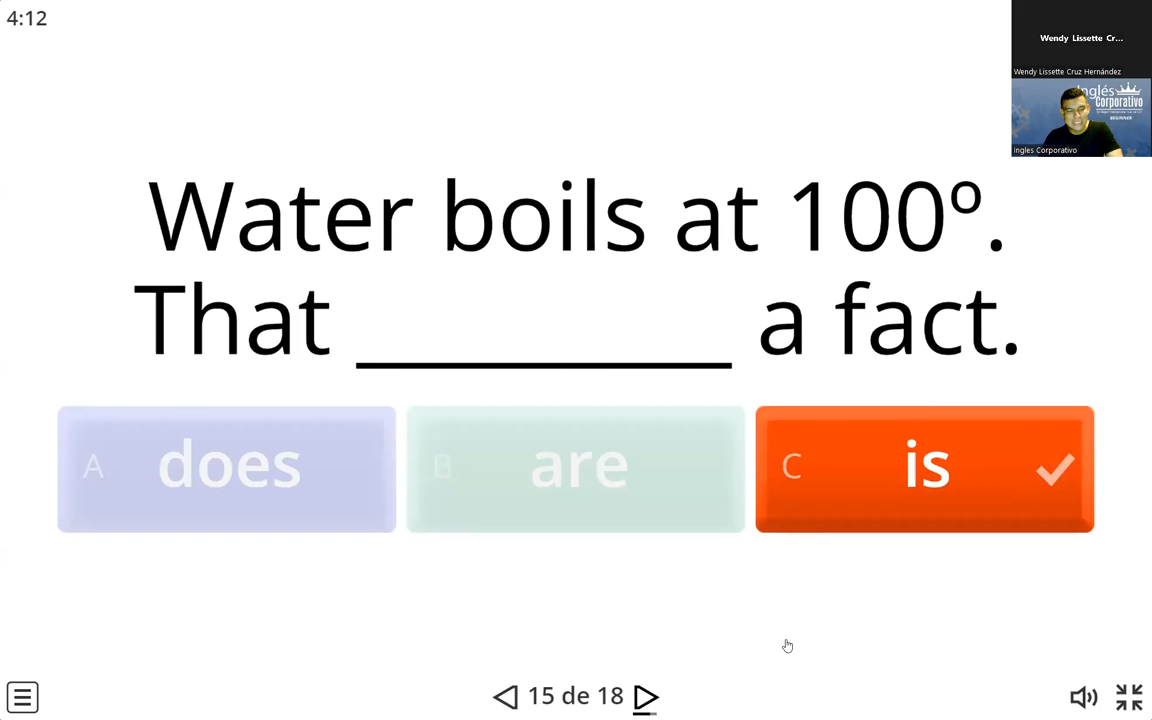 4:12
Wendy Lissette Cr...
Wendy Lissette Cruz Hernández
Inglés
Corporativo
BEGINNER
Ingles Corporativo
Water boils at 100º.
That __________ a fact.
A does
B are
C is
15 de 18